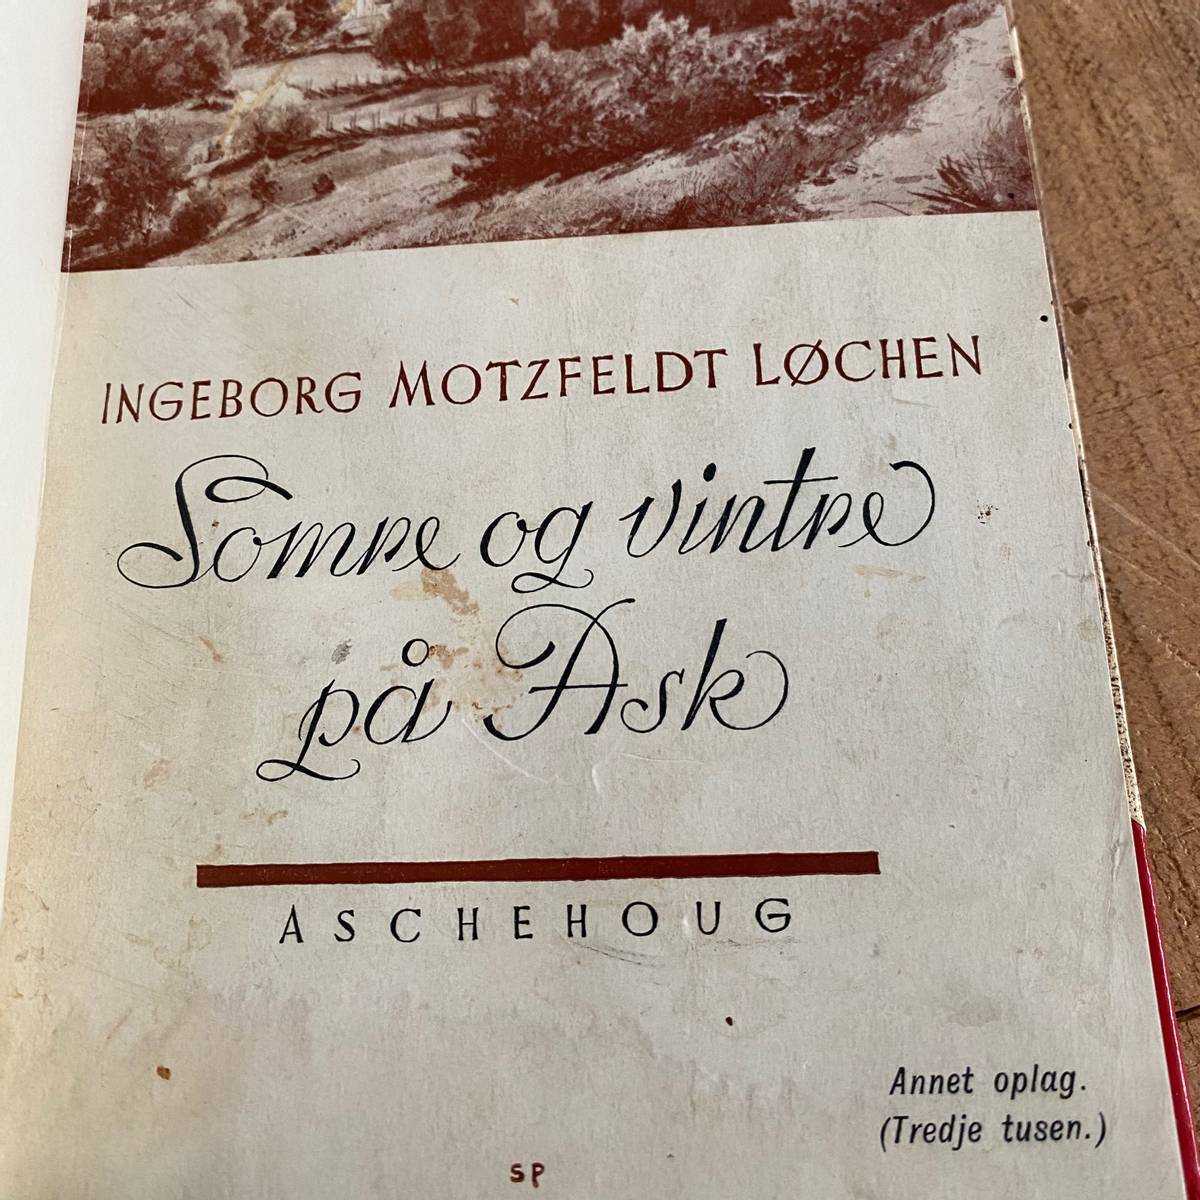 INGEBORG MOTZFELDT LØCHEN
Somre og vintre
på Ask
ASCHEHOUG
Annet oplag.
(Tredje tusen.)
SP